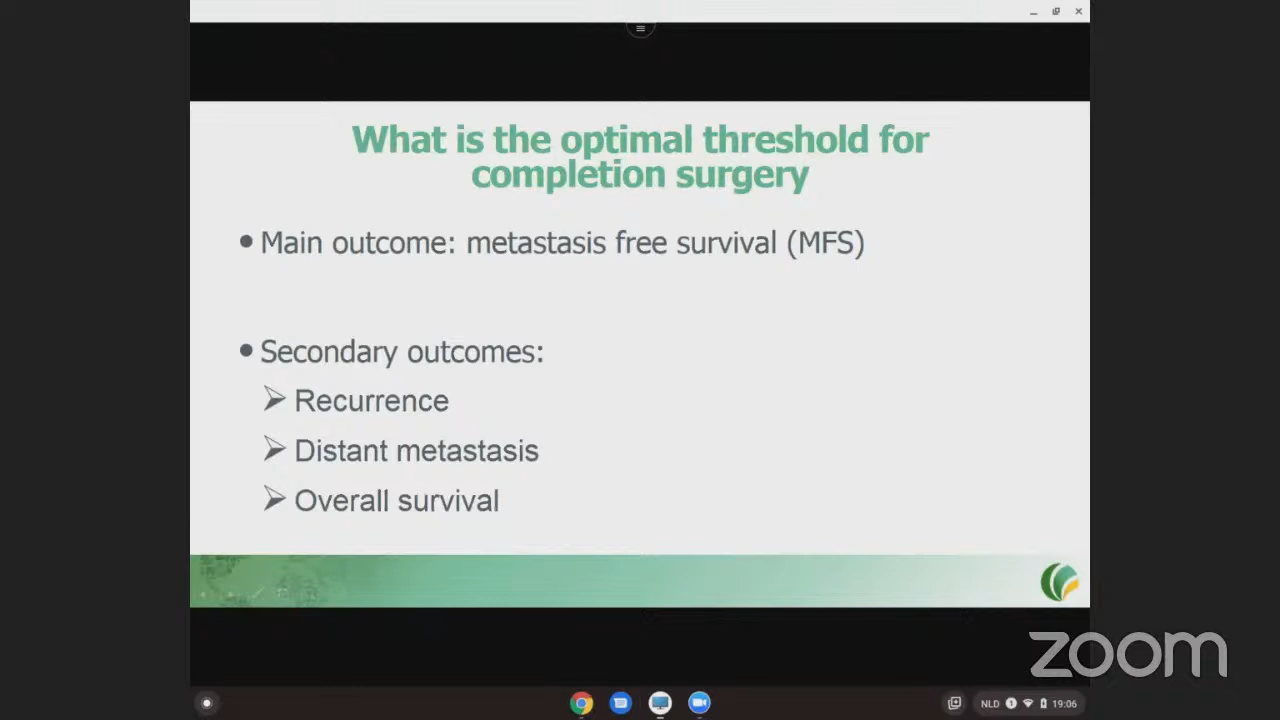 What is the optimal threshold for
completion surgery
• Main outcome: metastasis free survival (MFS)
• Secondary outcomes:
➢ Recurrence
➢ Distant metastasis
➢ Overall survival
zoom
NLD 1 19:06